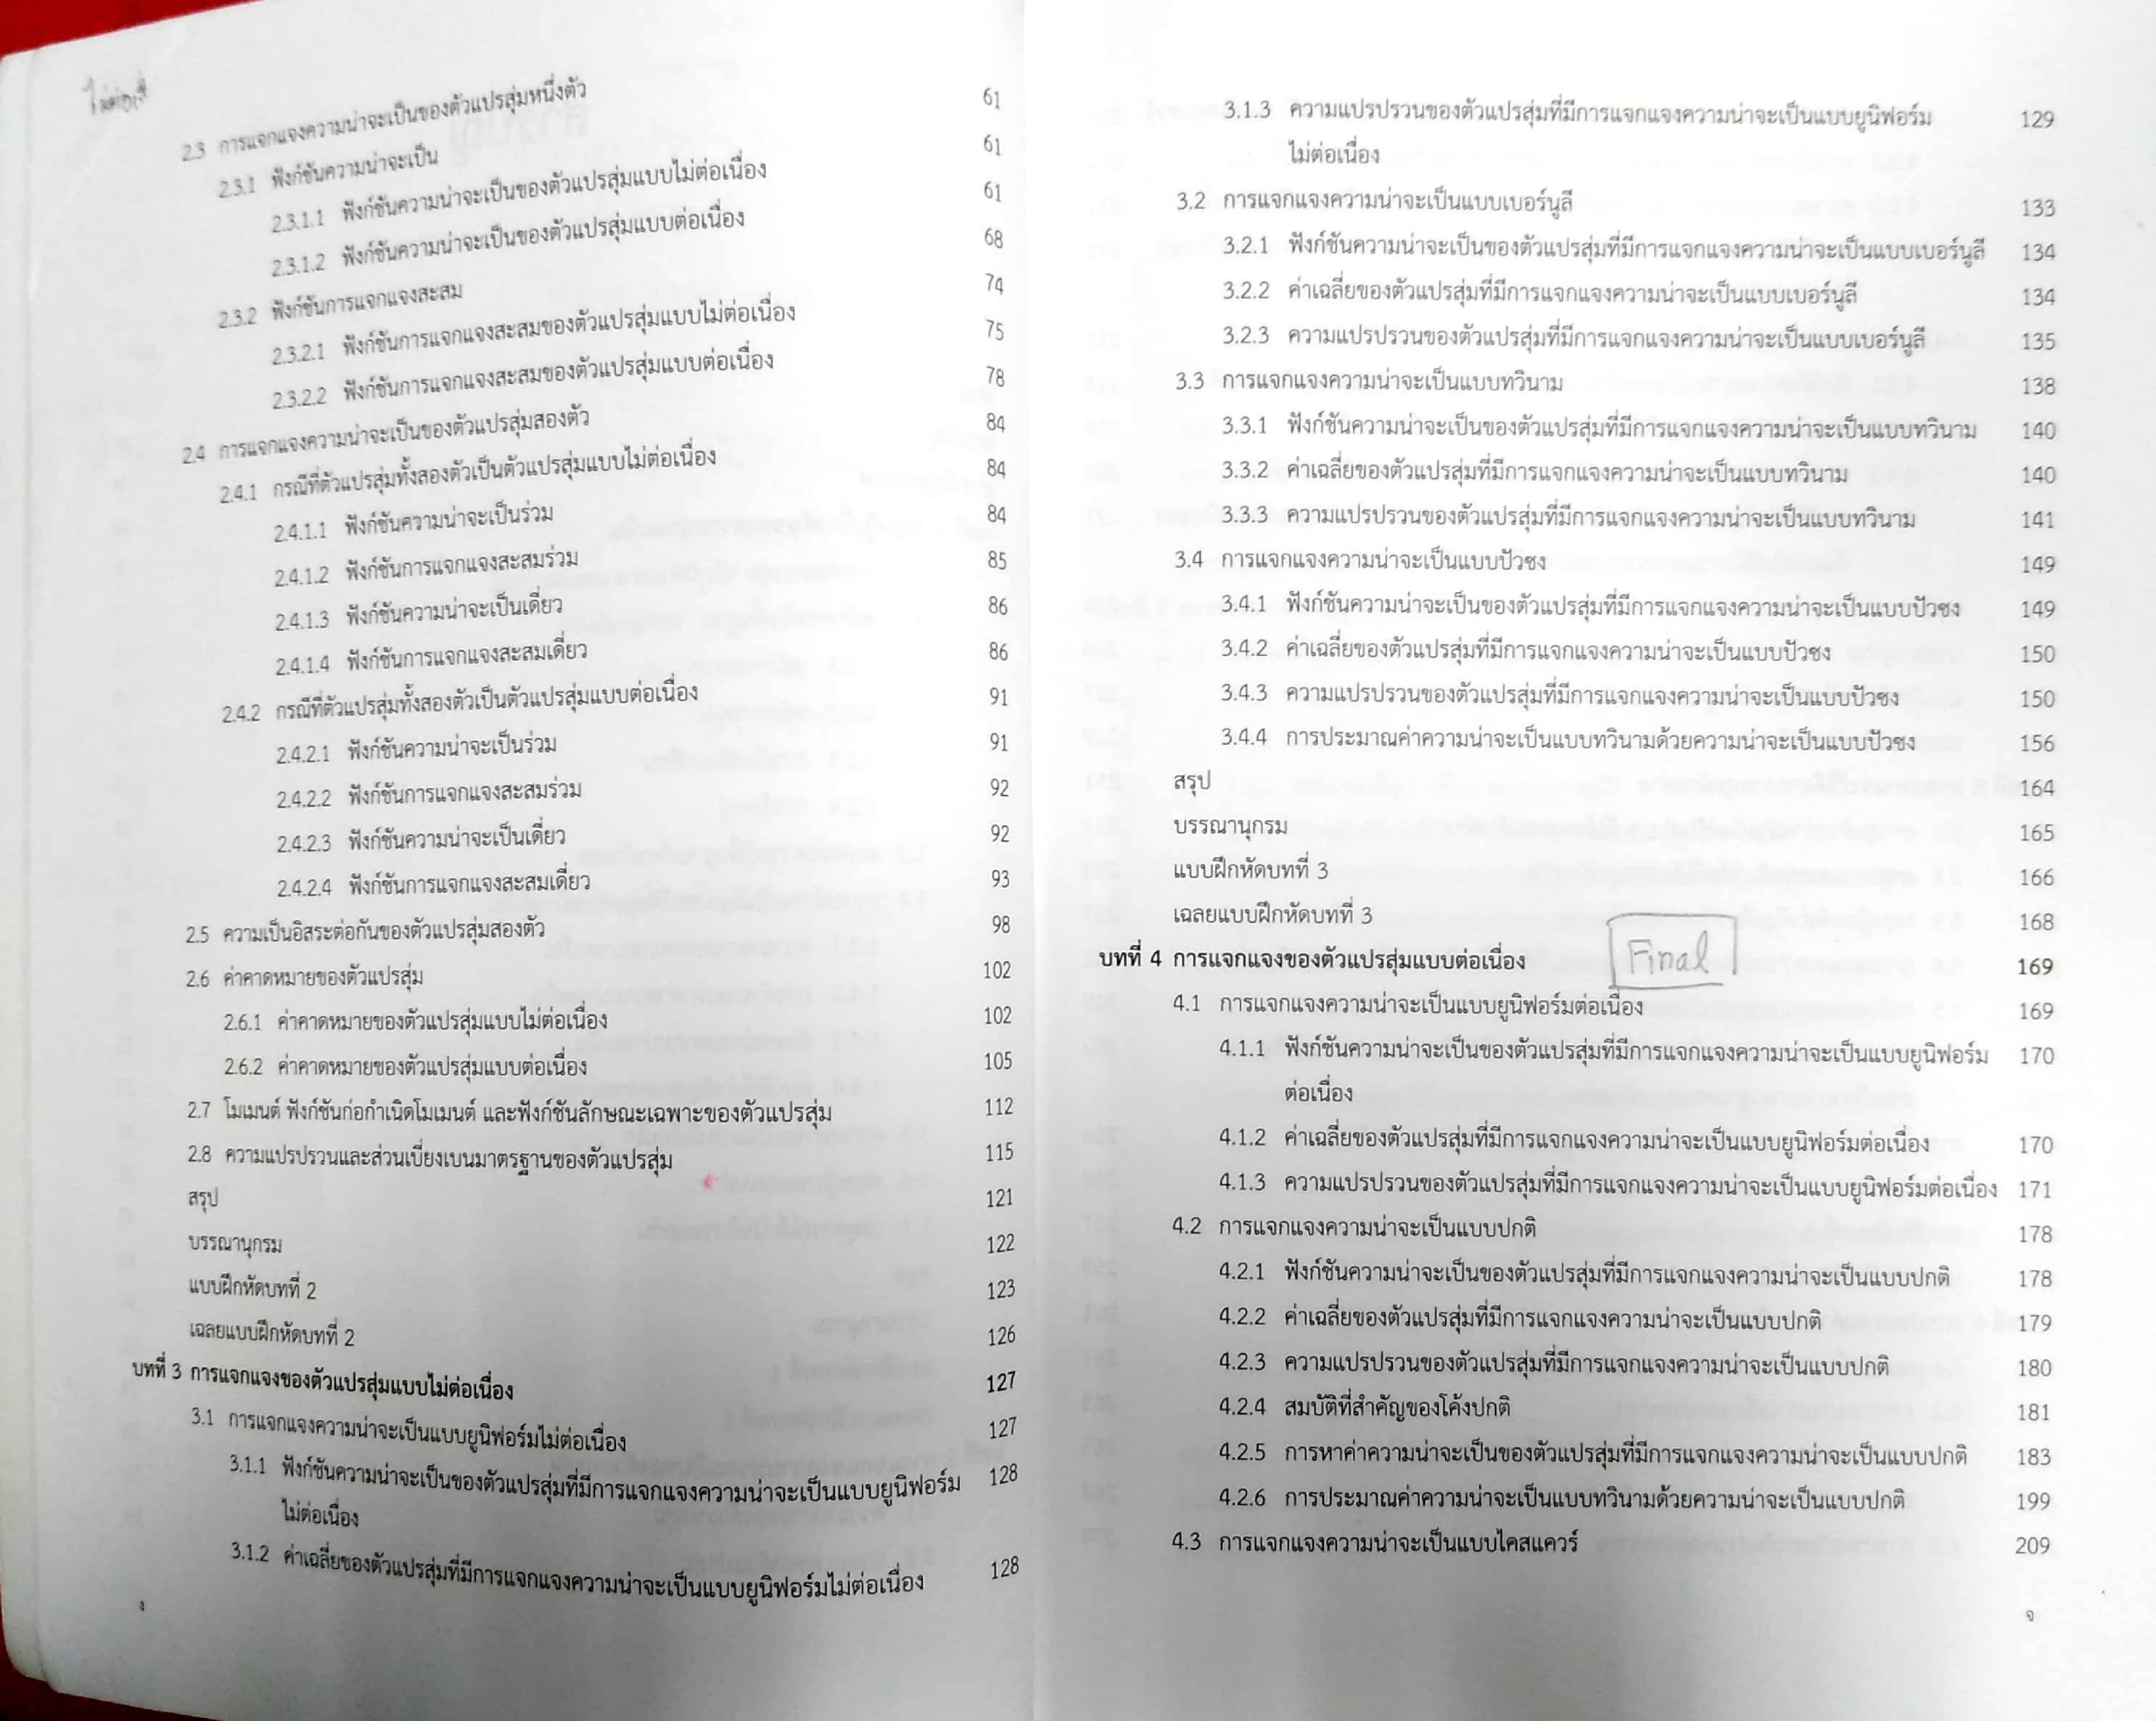 2.3 การแจกแจงความน่าจะเป็นของตัวแปรสุ่มหนึ่งตัว 61
2.3.1 ฟังก์ชันความน่าจะเป็น 61
2.3.1.1 ฟังก์ชันความน่าจะเป็นของตัวแปรสุ่มแบบไม่ต่อเนื่อง 61
2.3.1.2 ฟังก์ชันความน่าจะเป็นของตัวแปรสุ่มแบบต่อเนื่อง 68
2.3.2 ฟังก์ชันการแจกแจงสะสม 74
2.3.2.1 ฟังก์ชันการแจกแจงสะสมของตัวแปรสุ่มแบบไม่ต่อเนื่อง 75
2.3.2.2 ฟังก์ชันการแจกแจงสะสมของตัวแปรสุ่มแบบต่อเนื่อง 78
2.4 การแจกแจงความน่าจะเป็นของตัวแปรสุ่มสองตัว 84
2.4.1 กรณีที่ตัวแปรสุ่มทั้งสองตัวเป็นตัวแปรสุ่มแบบไม่ต่อเนื่อง 84
2.4.1.1 ฟังก์ชันความน่าจะเป็นร่วม 84
2.4.1.2 ฟังก์ชันการแจกแจงสะสมร่วม 85
2.4.1.3 ฟังก์ชันความน่าจะเป็นเดี่ยว 86
2.4.1.4 ฟังก์ชันการแจกแจงสะสมเดี่ยว 86
2.4.2 กรณีที่ตัวแปรสุ่มทั้งสองตัวเป็นตัวแปรสุ่มแบบต่อเนื่อง 91
2.4.2.1 ฟังก์ชันความน่าจะเป็นร่วม 91
2.4.2.2 ฟังก์ชันการแจกแจงสะสมร่วม 92
2.4.2.3 ฟังก์ชันความน่าจะเป็นเดี่ยว 92
2.4.2.4 ฟังก์ชันการแจกแจงสะสมเดี่ยว 93
2.5 ความเป็นอิสระต่อกันของตัวแปรสุ่มสองตัว 98
2.6 ค่าคาดหมายของตัวแปรสุ่ม 102
2.6.1 ค่าคาดหมายของตัวแปรสุ่มแบบไม่ต่อเนื่อง 102
2.6.2 ค่าคาดหมายของตัวแปรสุ่มแบบต่อเนื่อง 105
2.7 โมเมนต์ ฟังก์ชันก่อกำเนิดโมเมนต์ และฟังก์ชันลักษณะเฉพาะของตัวแปรสุ่ม 112
2.8 ความแปรปรวนและส่วนเบี่ยงเบนมาตรฐานของตัวแปรสุ่ม 115
สรุป 121
บรรณานุกรม 122
แบบฝึกหัดบทที่ 2 123
เฉลยแบบฝึกหัดบทที่ 2 126
บทที่ 3 การแจกแจงของตัวแปรสุ่มแบบไม่ต่อเนื่อง 127
3.1 การแจกแจงความน่าจะเป็นแบบยูนิฟอร์มไม่ต่อเนื่อง 127
3.1.1 ฟังก์ชันความน่าจะเป็นของตัวแปรสุ่มที่มีการแจกแจงความน่าจะเป็นแบบยูนิฟอร์ม 128
ไม่ต่อเนื่อง
3.1.2 ค่าเฉลี่ยของตัวแปรสุ่มที่มีการแจกแจงความน่าจะเป็นแบบยูนิฟอร์มไม่ต่อเนื่อง 128
ง
3.1.3 ความแปรปรวนของตัวแปรสุ่มที่มีการแจกแจงความน่าจะเป็นแบบยูนิฟอร์ม 129
ไม่ต่อเนื่อง
3.2 การแจกแจงความน่าจะเป็นแบบเบอร์นูลี 133
3.2.1 ฟังก์ชันความน่าจะเป็นของตัวแปรสุ่มที่มีการแจกแจงความน่าจะเป็นแบบเบอร์นูลี 134
3.2.2 ค่าเฉลี่ยของตัวแปรสุ่มที่มีการแจกแจงความน่าจะเป็นแบบเบอร์นูลี 134
3.2.3 ความแปรปรวนของตัวแปรสุ่มที่มีการแจกแจงความน่าจะเป็นแบบเบอร์นูลี 135
3.3 การแจกแจงความน่าจะเป็นแบบทวินาม 138
3.3.1 ฟังก์ชันความน่าจะเป็นของตัวแปรสุ่มที่มีการแจกแจงความน่าจะเป็นแบบทวินาม 140
3.3.2 ค่าเฉลี่ยของตัวแปรสุ่มที่มีการแจกแจงความน่าจะเป็นแบบทวินาม 140
3.3.3 ความแปรปรวนของตัวแปรสุ่มที่มีการแจกแจงความน่าจะเป็นแบบทวินาม 141
3.4 การแจกแจงความน่าจะเป็นแบบปัวซง 149
3.4.1 ฟังก์ชันความน่าจะเป็นของตัวแปรสุ่มที่มีการแจกแจงความน่าจะเป็นแบบปัวซง 149
3.4.2 ค่าเฉลี่ยของตัวแปรสุ่มที่มีการแจกแจงความน่าจะเป็นแบบปัวซง 150
3.4.3 ความแปรปรวนของตัวแปรสุ่มที่มีการแจกแจงความน่าจะเป็นแบบปัวซง 150
3.4.4 การประมาณค่าความน่าจะเป็นแบบทวินามด้วยความน่าจะเป็นแบบปัวซง 156
สรุป 164
บรรณานุกรม 165
แบบฝึกหัดบทที่ 3 166
เฉลยแบบฝึกหัดบทที่ 3 168
Final
บทที่ 4 การแจกแจงของตัวแปรสุ่มแบบต่อเนื่อง 169
4.1 การแจกแจงความน่าจะเป็นแบบยูนิฟอร์มต่อเนื่อง 169
4.1.1 ฟังก์ชันความน่าจะเป็นของตัวแปรสุ่มที่มีการแจกแจงความน่าจะเป็นแบบยูนิฟอร์ม 170
ต่อเนื่อง
4.1.2 ค่าเฉลี่ยของตัวแปรสุ่มที่มีการแจกแจงความน่าจะเป็นแบบยูนิฟอร์มต่อเนื่อง 170
4.1.3 ความแปรปรวนของตัวแปรสุ่มที่มีการแจกแจงความน่าจะเป็นแบบยูนิฟอร์มต่อเนื่อง 171
4.2 การแจกแจงความน่าจะเป็นแบบปกติ 178
4.2.1 ฟังก์ชันความน่าจะเป็นของตัวแปรสุ่มที่มีการแจกแจงความน่าจะเป็นแบบปกติ 178
4.2.2 ค่าเฉลี่ยของตัวแปรสุ่มที่มีการแจกแจงความน่าจะเป็นแบบปกติ 179
4.2.3 ความแปรปรวนของตัวแปรสุ่มที่มีการแจกแจงความน่าจะเป็นแบบปกติ 180
4.2.4 สมบัติที่สำคัญของโค้งปกติ 181
4.2.5 การหาค่าความน่าจะเป็นของตัวแปรสุ่มที่มีการแจกแจงความน่าจะเป็นแบบปกติ 183
4.2.6 การประมาณค่าความน่าจะเป็นแบบทวินามด้วยความน่าจะเป็นแบบปกติ 199
4.3 การแจกแจงความน่าจะเป็นแบบไคสแควร์ 209
จ